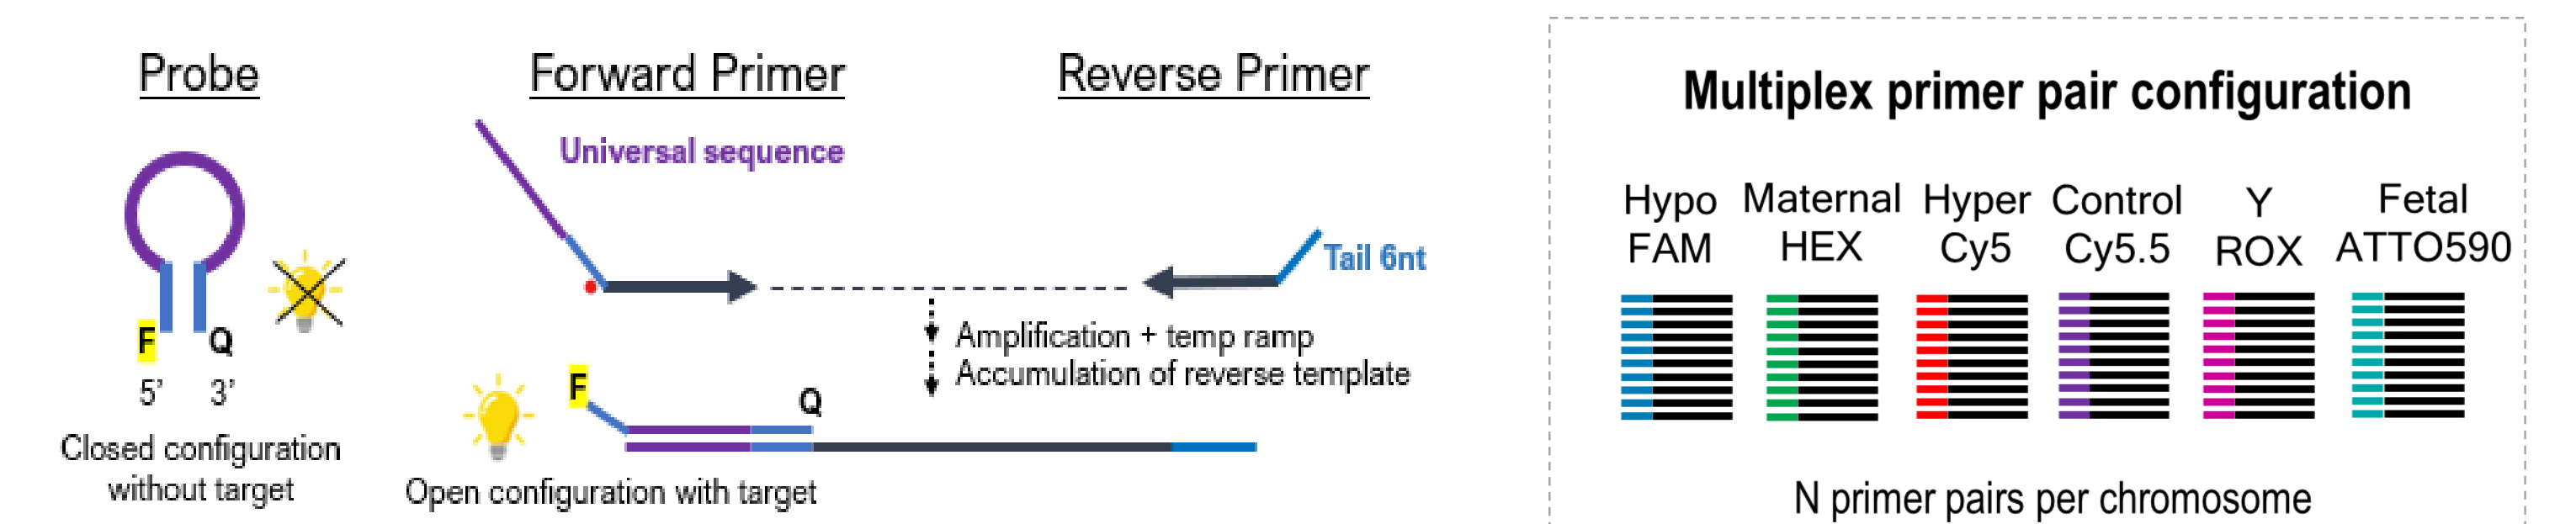 Probe
F Q
5’ 3’
Closed configuration
without target
Forward Primer
Reverse Primer
Universal sequence
Tail 6nt
Amplification + temp ramp
Accumulation of reverse template
F
Q
Open configuration with target
Multiplex primer pair configuration
Hypo Maternal Hyper Control Y Fetal
FAM HEX Cy5 Cy5.5 ROX ATTO590
N primer pairs per chromosome